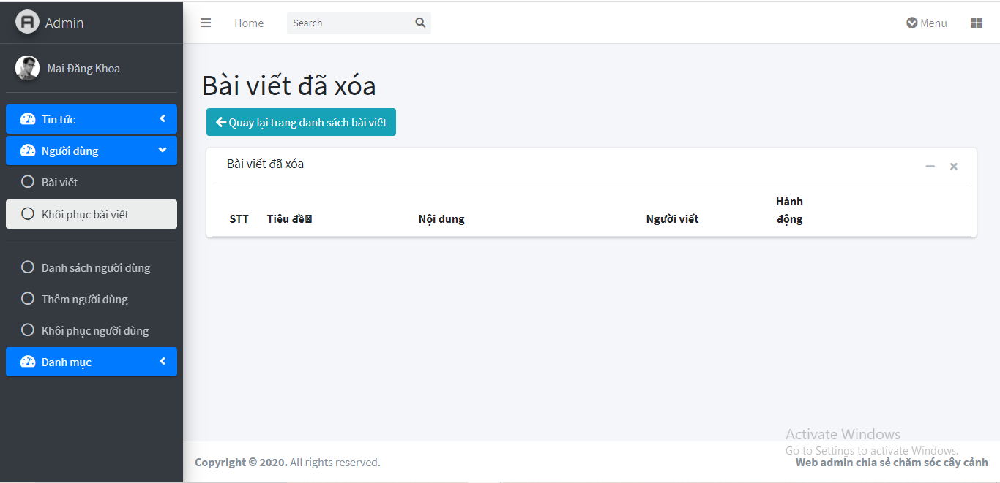 Admin
Home
Search
Menu
Mai Đăng Khoa
Tin tức
Người dùng
Bài viết
Khôi phục bài viết
Danh sách người dùng
Thêm người dùng
Khôi phục người dùng
Danh mục
Bài viết đã xóa
Quay lại trang danh sách bài viết
Bài viết đã xóa
STT
Tiêu đề
Nội dung
Người viết
Hành
động
Activate Windows
Go to Settings to activate Windows.
Copyright © 2020. All rights reserved.
Web admin chia sẻ chăm sóc cây cảnh